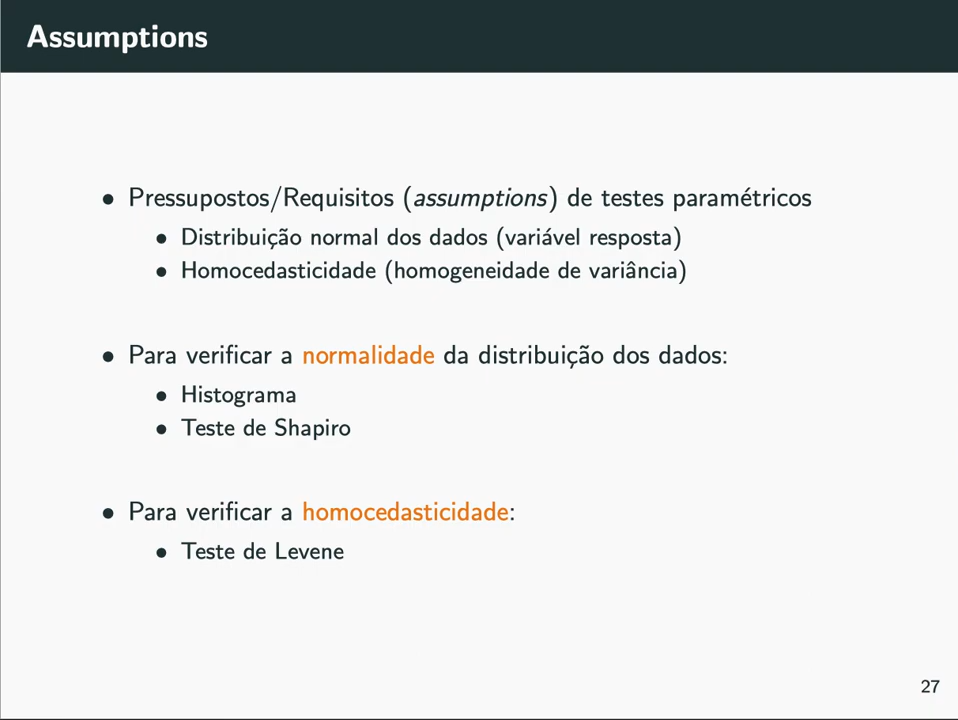 Assumptions
• Pressupostos/Requisitos (assumptions) de testes paramétricos
• Distribuição normal dos dados (variável resposta)
• Homocedasticidade (homogeneidade de variância)
• Para verificar a normalidade da distribuição dos dados:
• Histograma
• Teste de Shapiro
• Para verificar a homocedasticidade:
• Teste de Levene
27